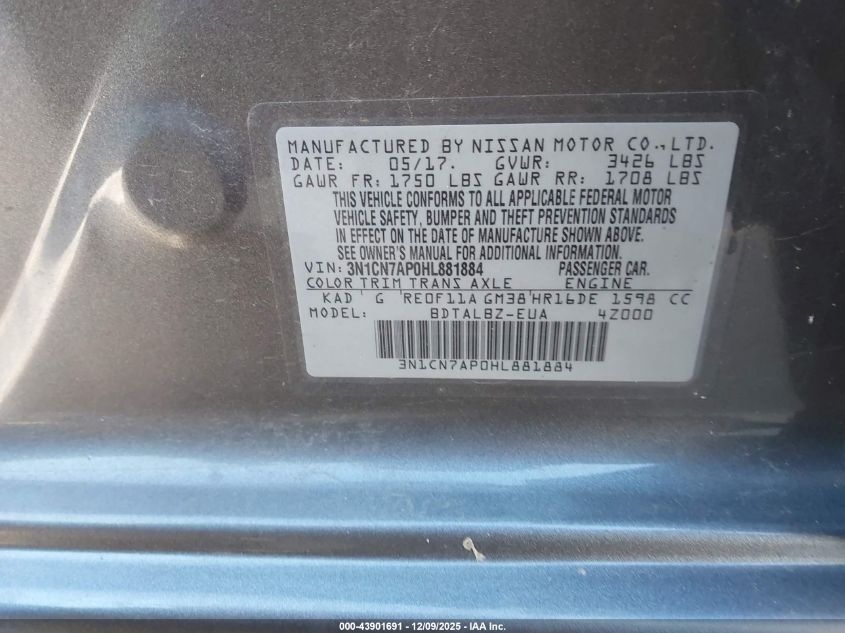 MANUFACTURED BY NISSAN MOTOR CO.,LTD.
DATE: 05/17. GVWR: 3426 LBS
GAWR FR: 1750 LBS GAWR RR: 1708 LBS
THIS VEHICLE CONFORMS TO ALL APPLICABLE FEDERAL MOTOR
VEHICLE SAFETY, BUMPER AND THEFT PREVENTION STANDARDS
IN EFFECT ON THE DATE OF MANUFACTURE SHOWN ABOVE.
SEE OWNER'S MANUAL FOR ADDITIONAL INFORMATION.
VIN: 3N1CN7AP0HL881884 PASSENGER CAR.
COLOR TRIM TRANS AXLE ENGINE
KAD G RE0F11A GM38 HR16DE 1598 CC
MODEL: BDTALBZ-EUA 4Z000
3N1CN7AP0HL881884
000-43901691 - 12/09/2025 - IAA Inc.